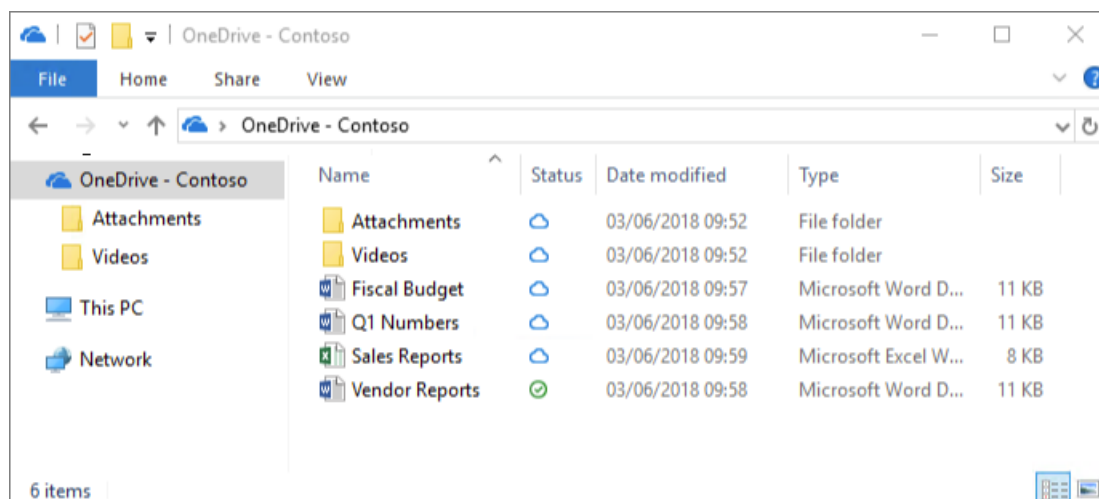 OneDrive - Contoso
File Home Share View
OneDrive - Contoso
OneDrive - Contoso
Attachments
Videos
This PC
Network
Name Status Date modified Type Size
Attachments 03/06/2018 09:52 File folder
Videos 03/06/2018 09:52 File folder
Fiscal Budget 03/06/2018 09:57 Microsoft Word D... 11 KB
Q1 Numbers 03/06/2018 09:58 Microsoft Word D... 11 KB
Sales Reports 03/06/2018 09:59 Microsoft Excel W... 8 KB
Vendor Reports 03/06/2018 09:58 Microsoft Word D... 11 KB
6 items